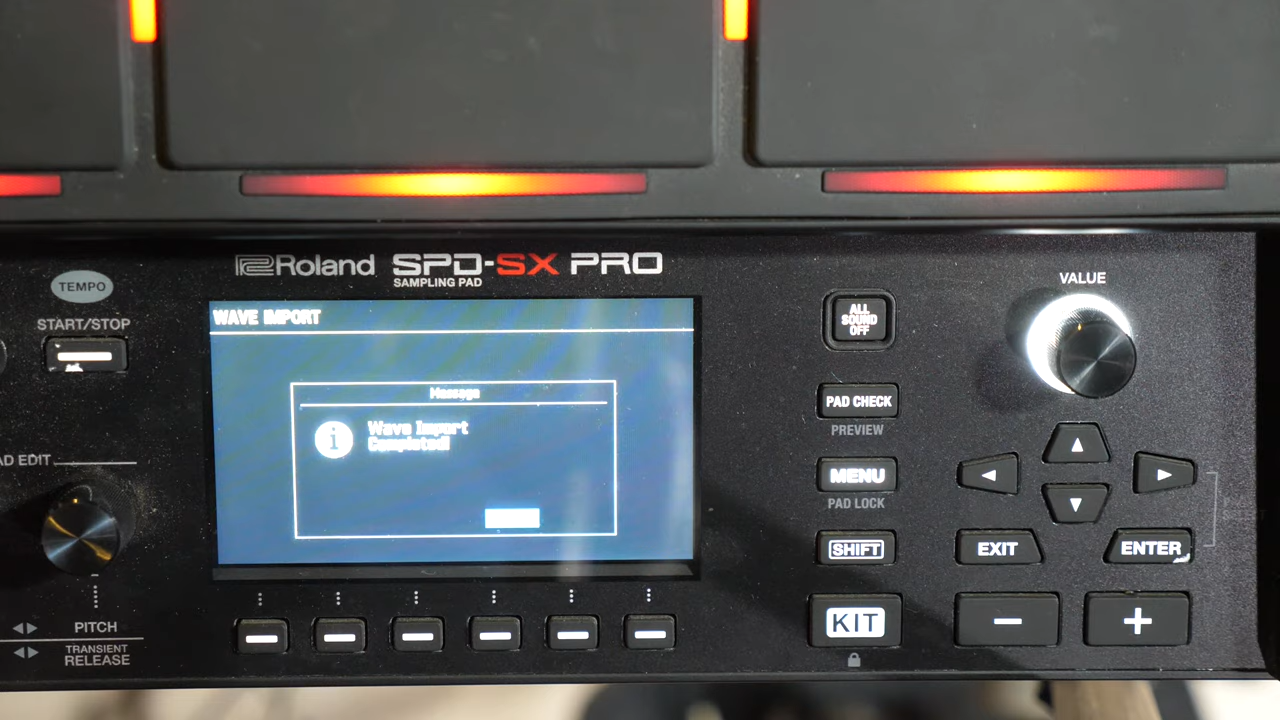 TEMPO
START/STOP
Roland SPD-SX PRO
SAMPLING PAD
WAVE IMPORT
Message
i
Wave Import
Completed!
ALL
SOUND
OFF
PAD CHECK
PREVIEW
MENU
PAD LOCK
SHIFT
KIT
VALUE
EXIT
ENTER
AD EDIT
PITCH
TRANSIENT
RELEASE